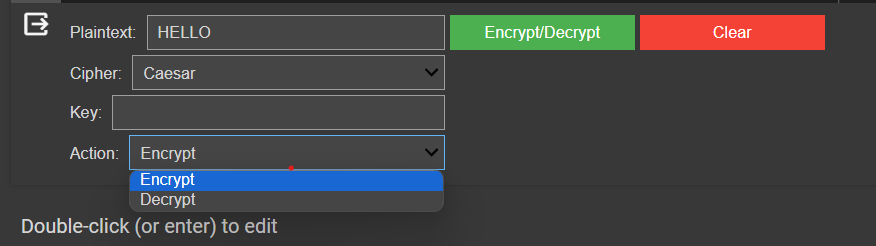 Plaintext: HELLO Encrypt/Decrypt Clear
Cipher: Caesar
Key:
Action: Encrypt
Encrypt
Decrypt
Double-click (or enter) to edit